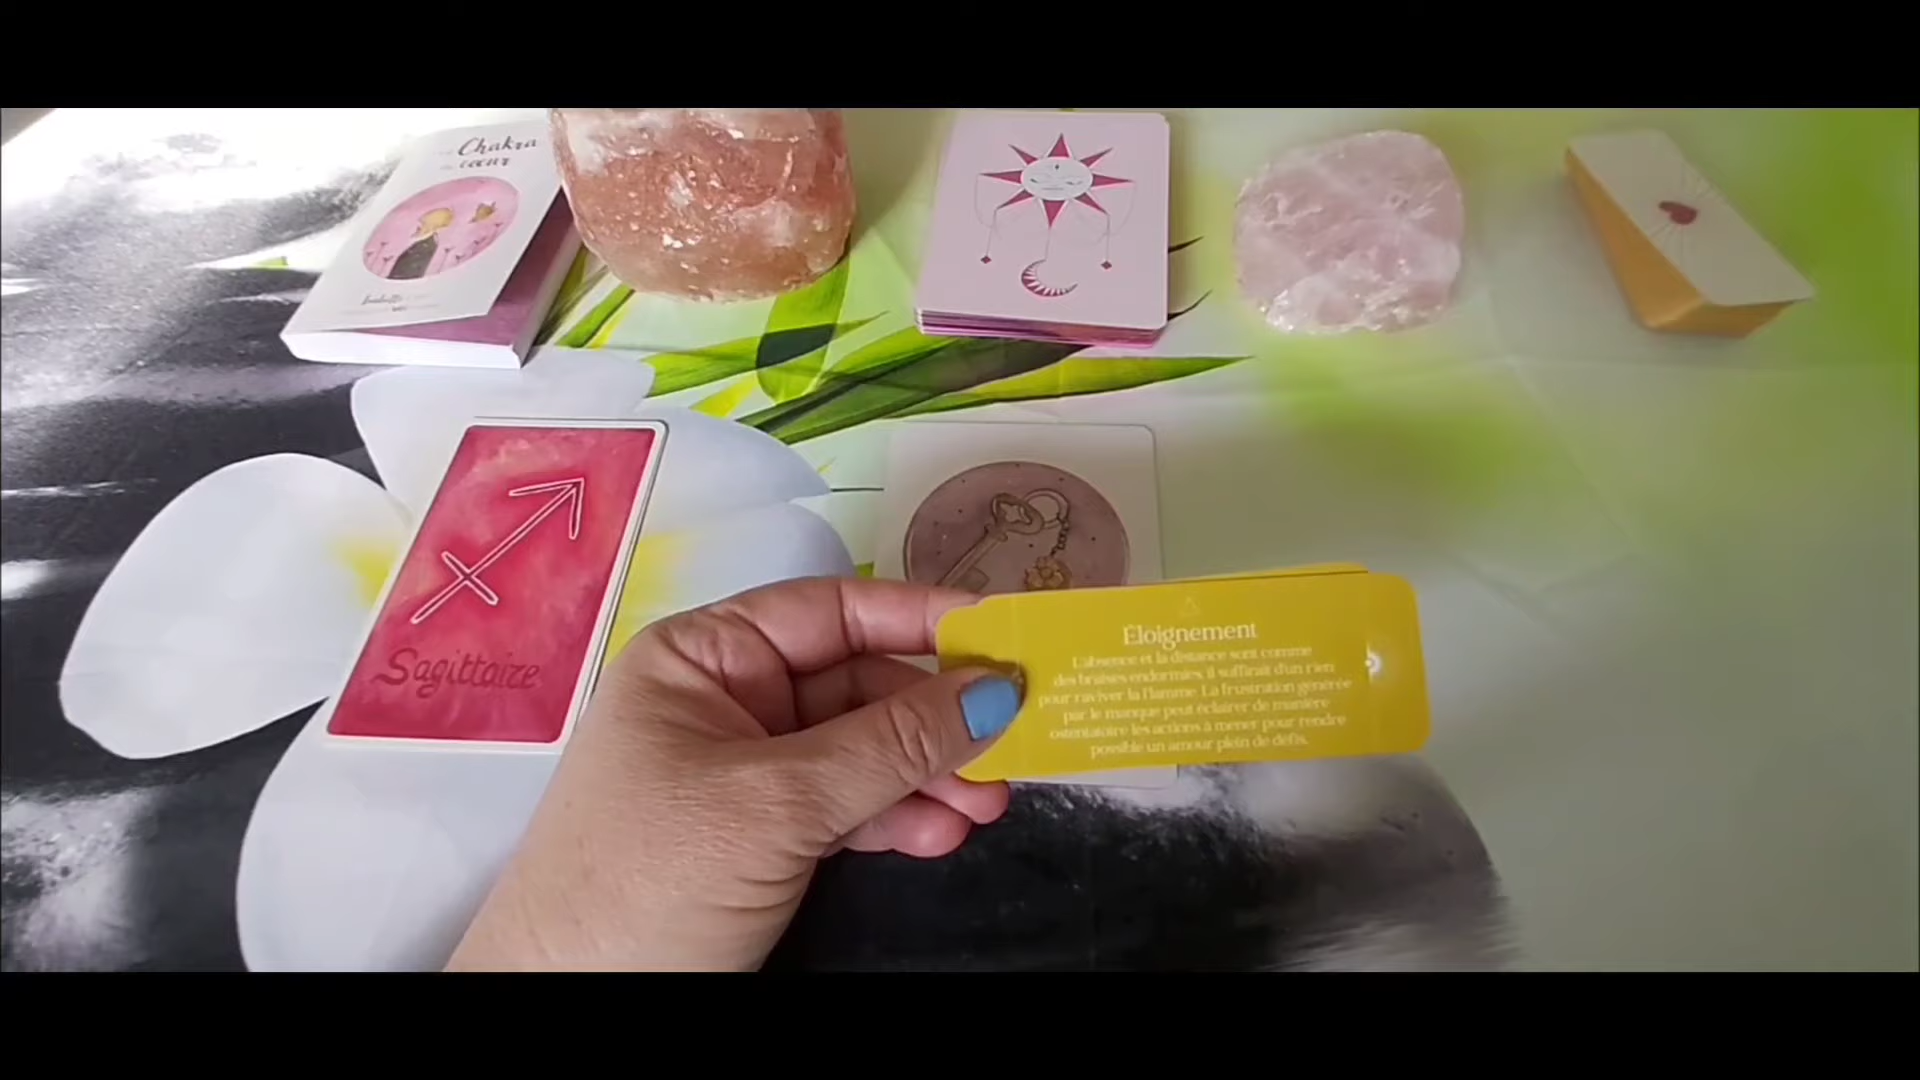 Chakra
cœur
Sagittaire
Éloignement
L'absence et la distance sont comme
des braises endormies, il suffirait d'un rien
pour raviver la flamme. La frustration générée
par le manque peut éclairer de manière
ostentatoire les actions à mener pour rendre
possible un amour plein de défis.